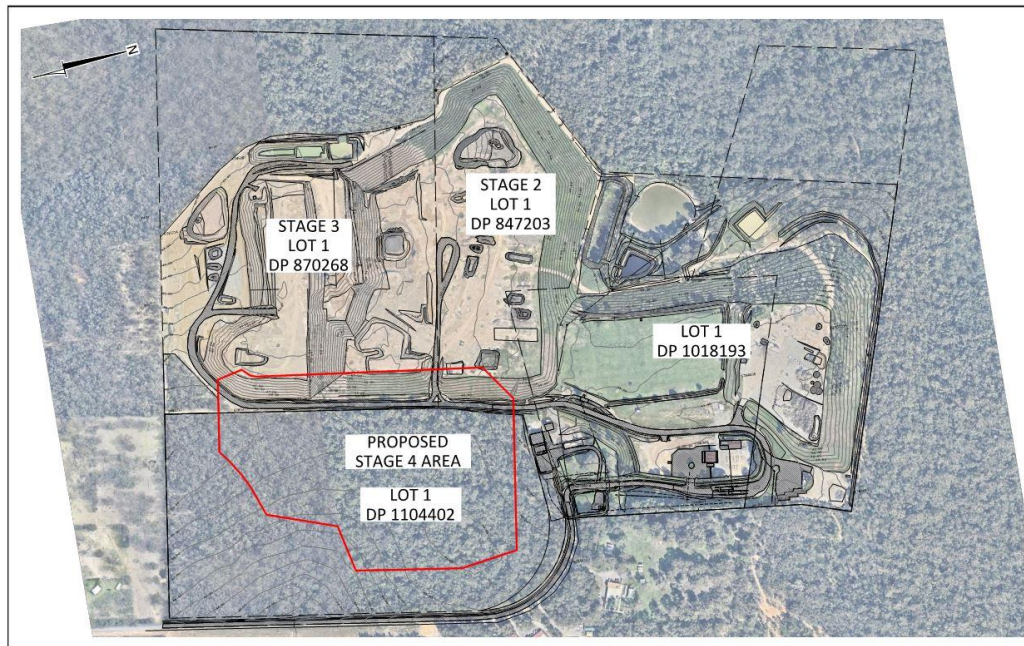 N
STAGE 2
LOT 1
DP 847203
STAGE 3
LOT 1
DP 870268
LOT 1
DP 1018193
PROPOSED
STAGE 4 AREA
LOT 1
DP 1104402